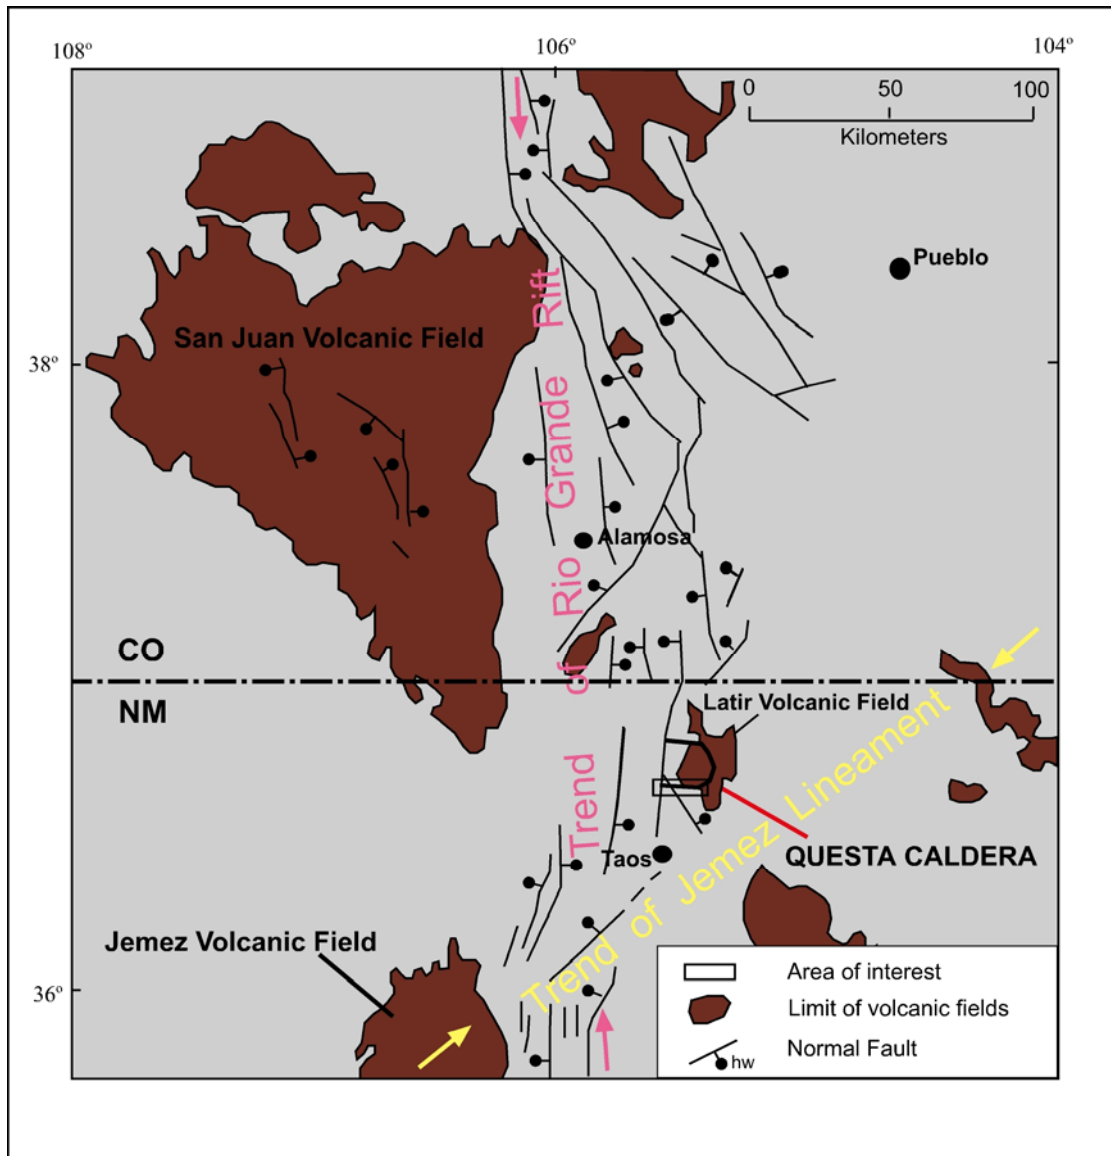 108º
106º
104º
0
50
100
Kilometers
Pueblo
Trend of Rio Grande Rift
San Juan Volcanic Field
38º
Alamosa
CO
NM
Latir Volcanic Field
Trend of Jemez Lineament
QUESTA CALDERA
Taos
Jemez Volcanic Field
36º
Area of interest
Limit of volcanic fields
Normal Fault
hw